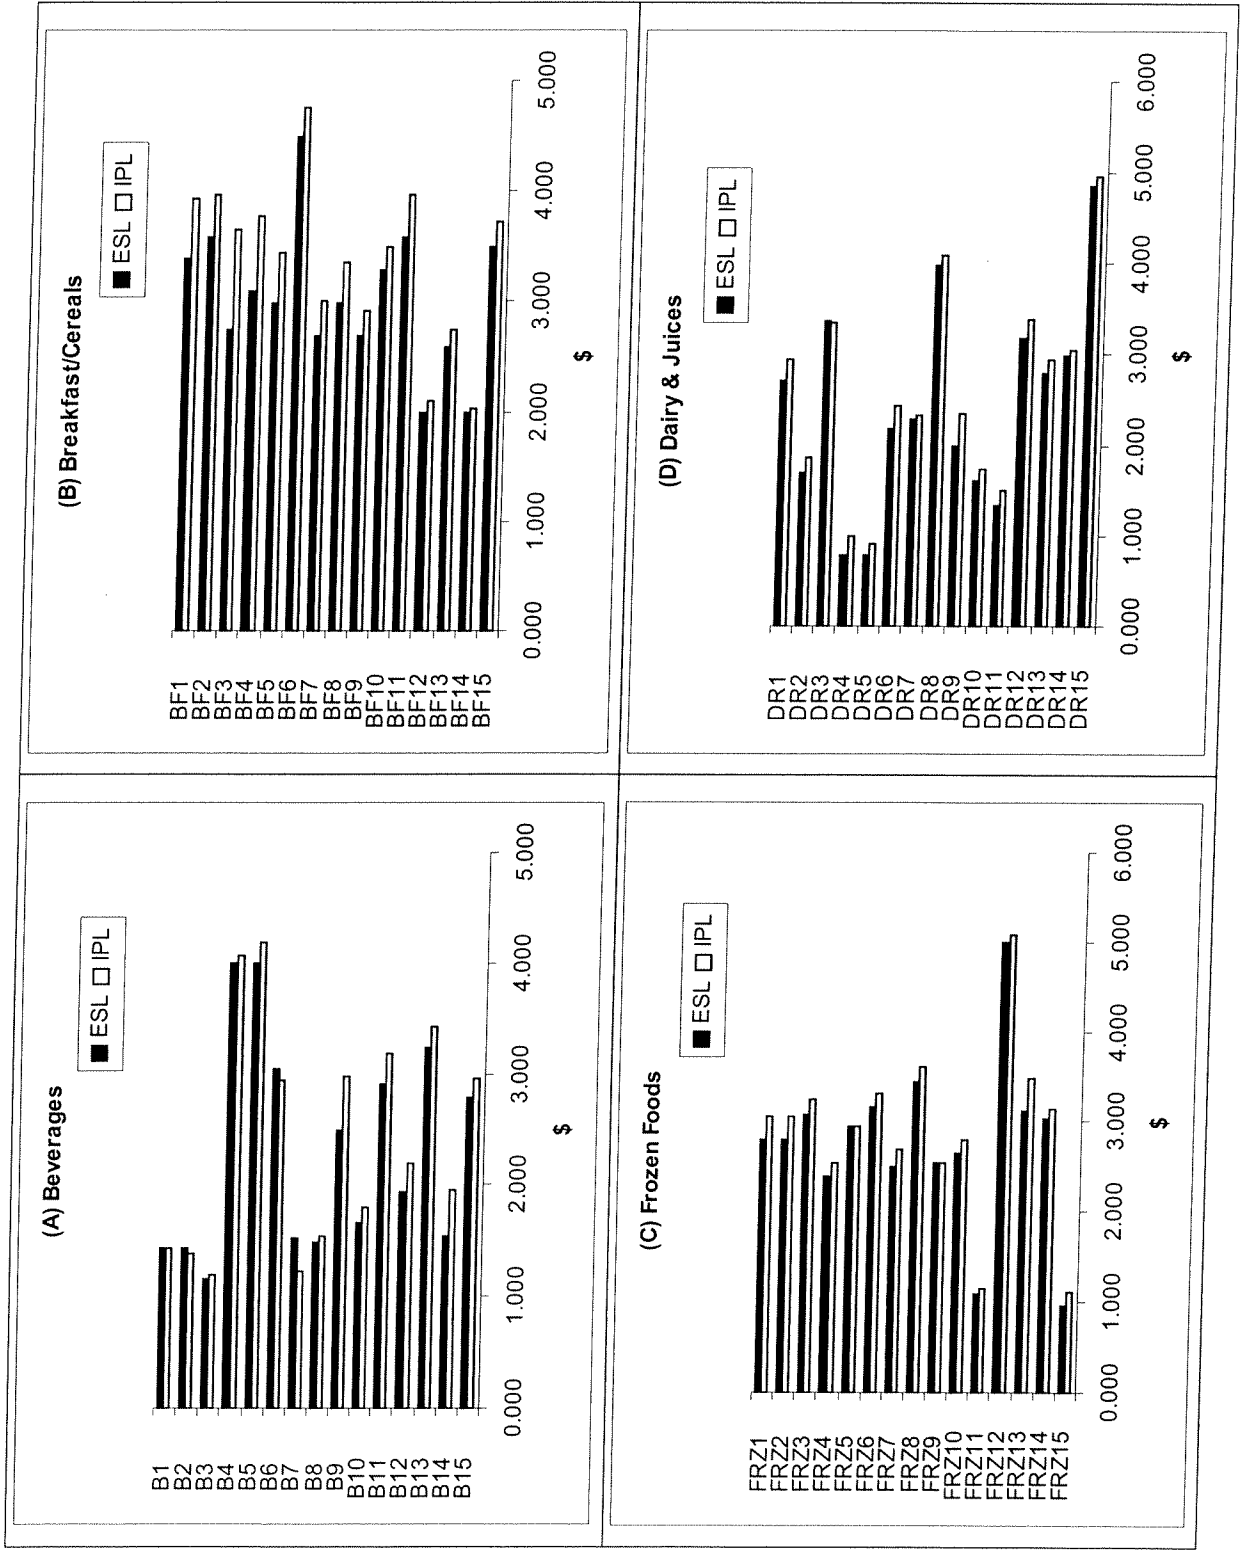 (A) Beverages
ESL IPL
B1
B2
B3
B4
B5
B6
B7
B8
B9
B10
B11
B12
B13
B14
B15
0.000 1.000 2.000 3.000 4.000 5.000
$
(B) Breakfast/Cereals
ESL IPL
BF1
BF2
BF3
BF4
BF5
BF6
BF7
BF8
BF9
BF10
BF11
BF12
BF13
BF14
BF15
0.000 1.000 2.000 3.000 4.000 5.000
$
(C) Frozen Foods
ESL IPL
FRZ1
FRZ2
FRZ3
FRZ4
FRZ5
FRZ6
FRZ7
FRZ8
FRZ9
FRZ10
FRZ11
FRZ12
FRZ13
FRZ14
FRZ15
0.000 1.000 2.000 3.000 4.000 5.000 6.000
$
(D) Dairy & Juices
ESL IPL
DR1
DR2
DR3
DR4
DR5
DR6
DR7
DR8
DR9
DR10
DR11
DR12
DR13
DR14
DR15
0.000 1.000 2.000 3.000 4.000 5.000 6.000
$